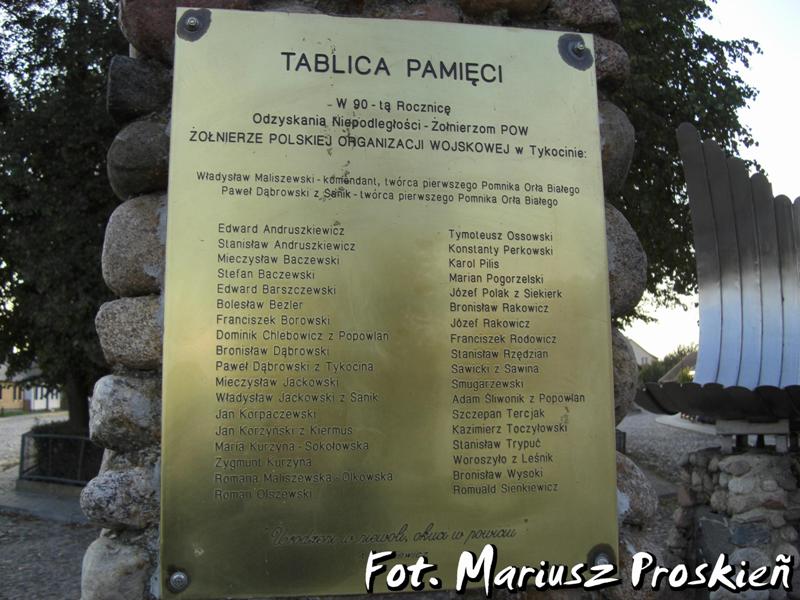 TABLICA PAMIĘCI
W 90 - tą Rocznicę
Odzyskania Niepodległości - Żołnierzom POW
ŻOŁNIERZE POLSKIEJ ORGANIZACJI WOJSKOWEJ w Tykocinie:
Władysław Maliszewski - komendant, twórca pierwszego Pomnika Orła Białego
Paweł Dąbrowski z Sanik - twórca pierwszego Pomnika Orła Białego
Edward Andruszkiewicz
Stanisław Andruszkiewicz
Mieczysław Baczewski
Stefan Baczewski
Edward Barszczewski
Bolesław Bezler
Franciszek Borowski
Dominik Chlebowicz z Popowlan
Bronisław Dąbrowski
Paweł Dąbrowski z Tykocina
Mieczysław Jackowski
Władysław Jackowski z Sanik
Jan Korpaczewski
Jan Korzyński z Kiermus
Maria Kurzyna - Sokołowska
Zygmunt Kurzyna
Romana Maliszewska - Olkowska
Roman Olszewski
Tymoteusz Ossowski
Konstanty Perkowski
Karol Pilis
Marian Pogorzelski
Józef Polak z Siekierk
Bronisław Rakowicz
Józef Rakowicz
Franciszek Rodowicz
Stanisław Rzędzian
Sawicki z Sawina
Smugarzewski
Adam Śliwonik z Popowlan
Szczepan Tercjak
Kazimierz Toczyłowski
Stanisław Trypuć
Woroszyło z Leśnik
Bronisław Wysoki
Romuald Sienkiewicz
w niewoli, okuci w powiciu
Fot. Mariusz Proskień